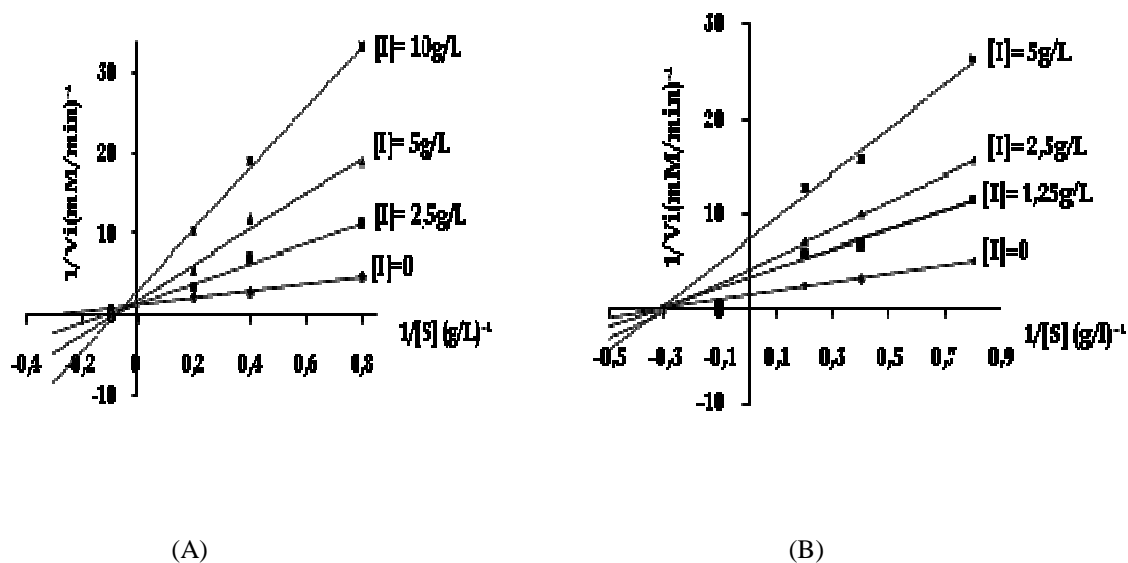 [I]= 10g/L
30
[I]= 5g/L
20
[I]= 2.5g/L
10
[I]=0
1/Vi(mM/min)⁻¹
1/[S] (g/L)⁻¹
-0,4 -0,2 0 0,2 0,4 0,6 0,8
-10
(A)
[I]= 5g/L
20
[I]=2,5g/L
[I]= 1,25g/L
10
[I]=0
1/Vi(mM/min)⁻¹
1/[S] (g/l)⁻¹
-0,5 -0,3 -0,1 0,1 0,3 0,5 0,7 0,9
-10
(B)